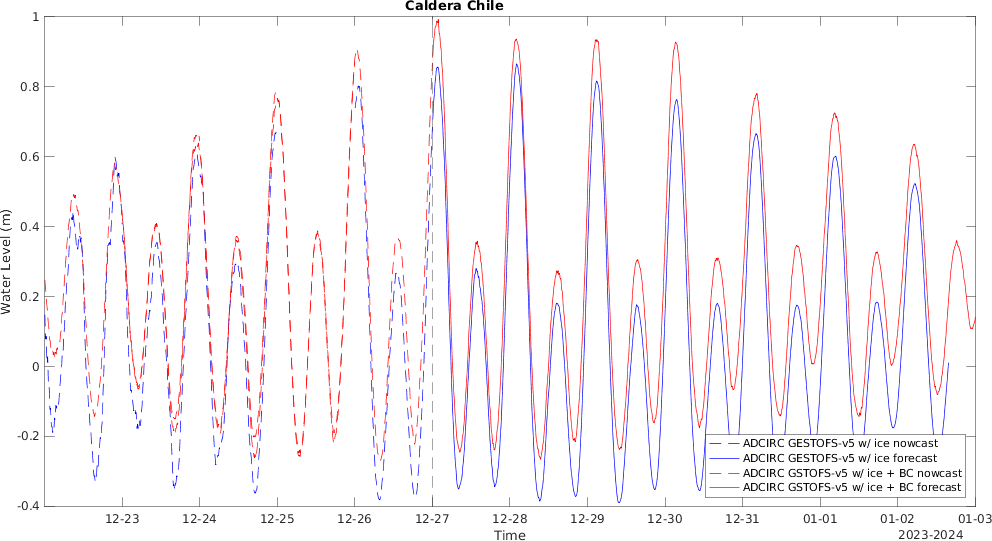 Caldera Chile
Water Level (m)
1
0.8
0.6
0.4
0.2
0
-0.2
-0.4
ADCIRC GESTOFS-v5 w/ ice nowcast
ADCIRC GESTOFS-v5 w/ ice forecast
ADCIRC GSTOFS-v5 w/ ice + BC nowcast
ADCIRC GSTOFS-v5 w/ ice + BC forecast
12-23 12-24 12-25 12-26 12-27 12-28 12-29 12-30 12-31 01-01 01-02 01-03
Time
2023-2024